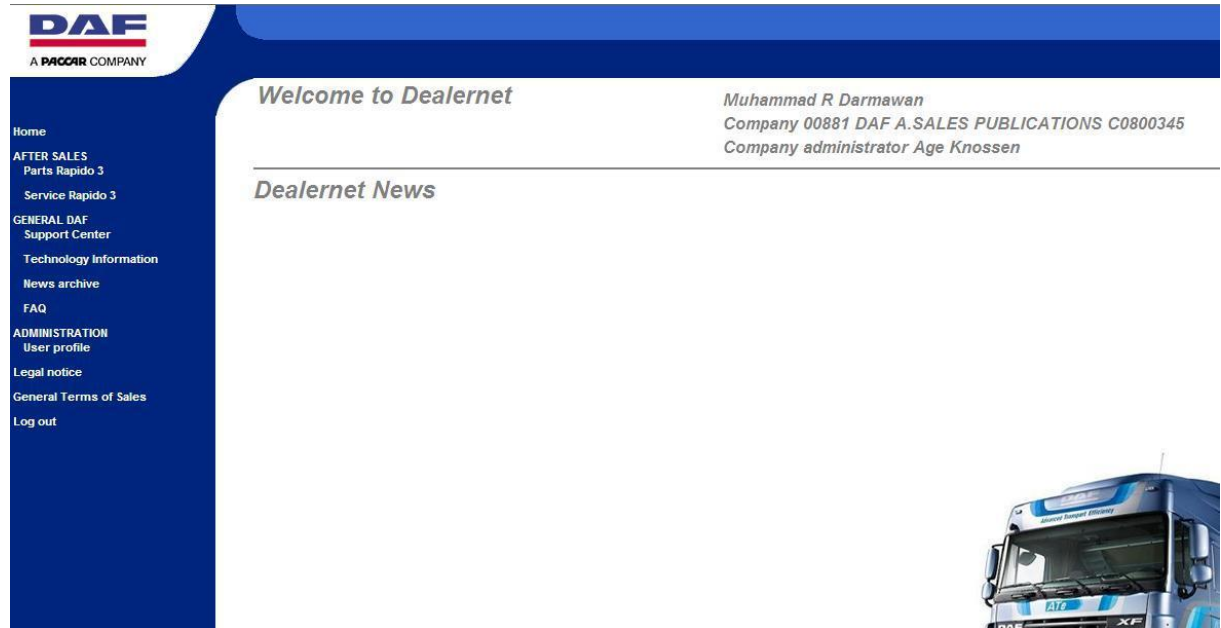 DAF
A PACCAR COMPANY
Welcome to Dealernet
Muhammad R Darmawan
Company 00881 DAF A.SALES PUBLICATIONS C0800345
Company administrator Age Knossen
Home
AFTER SALES
Parts Rapido 3
Service Rapido 3
GENERAL DAF
Support Center
Technology Information
News archive
FAQ
ADMINISTRATION
User profile
Legal notice
General Terms of Sales
Log out
Dealernet News
DAF
Advanced Transport Efficiency
ATe
DAF
XF